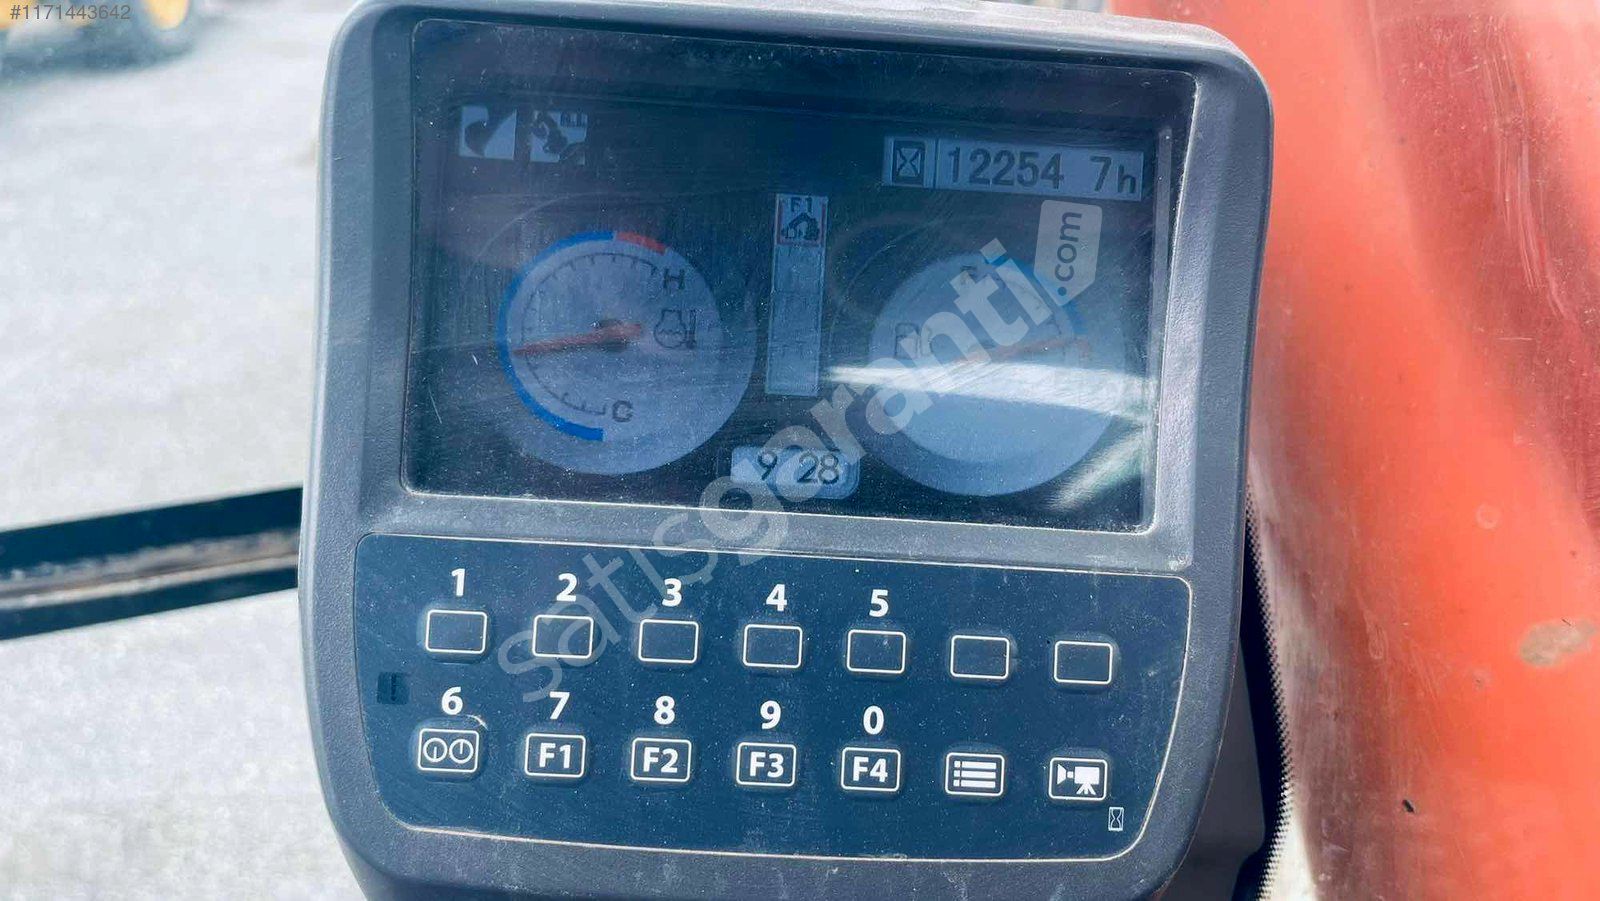 #1171443642
12254 7h
F1
H
C
9 28
satisgaranti.com
1 2 3 4 5
6 7 8 9 0
F1 F2 F3 F4